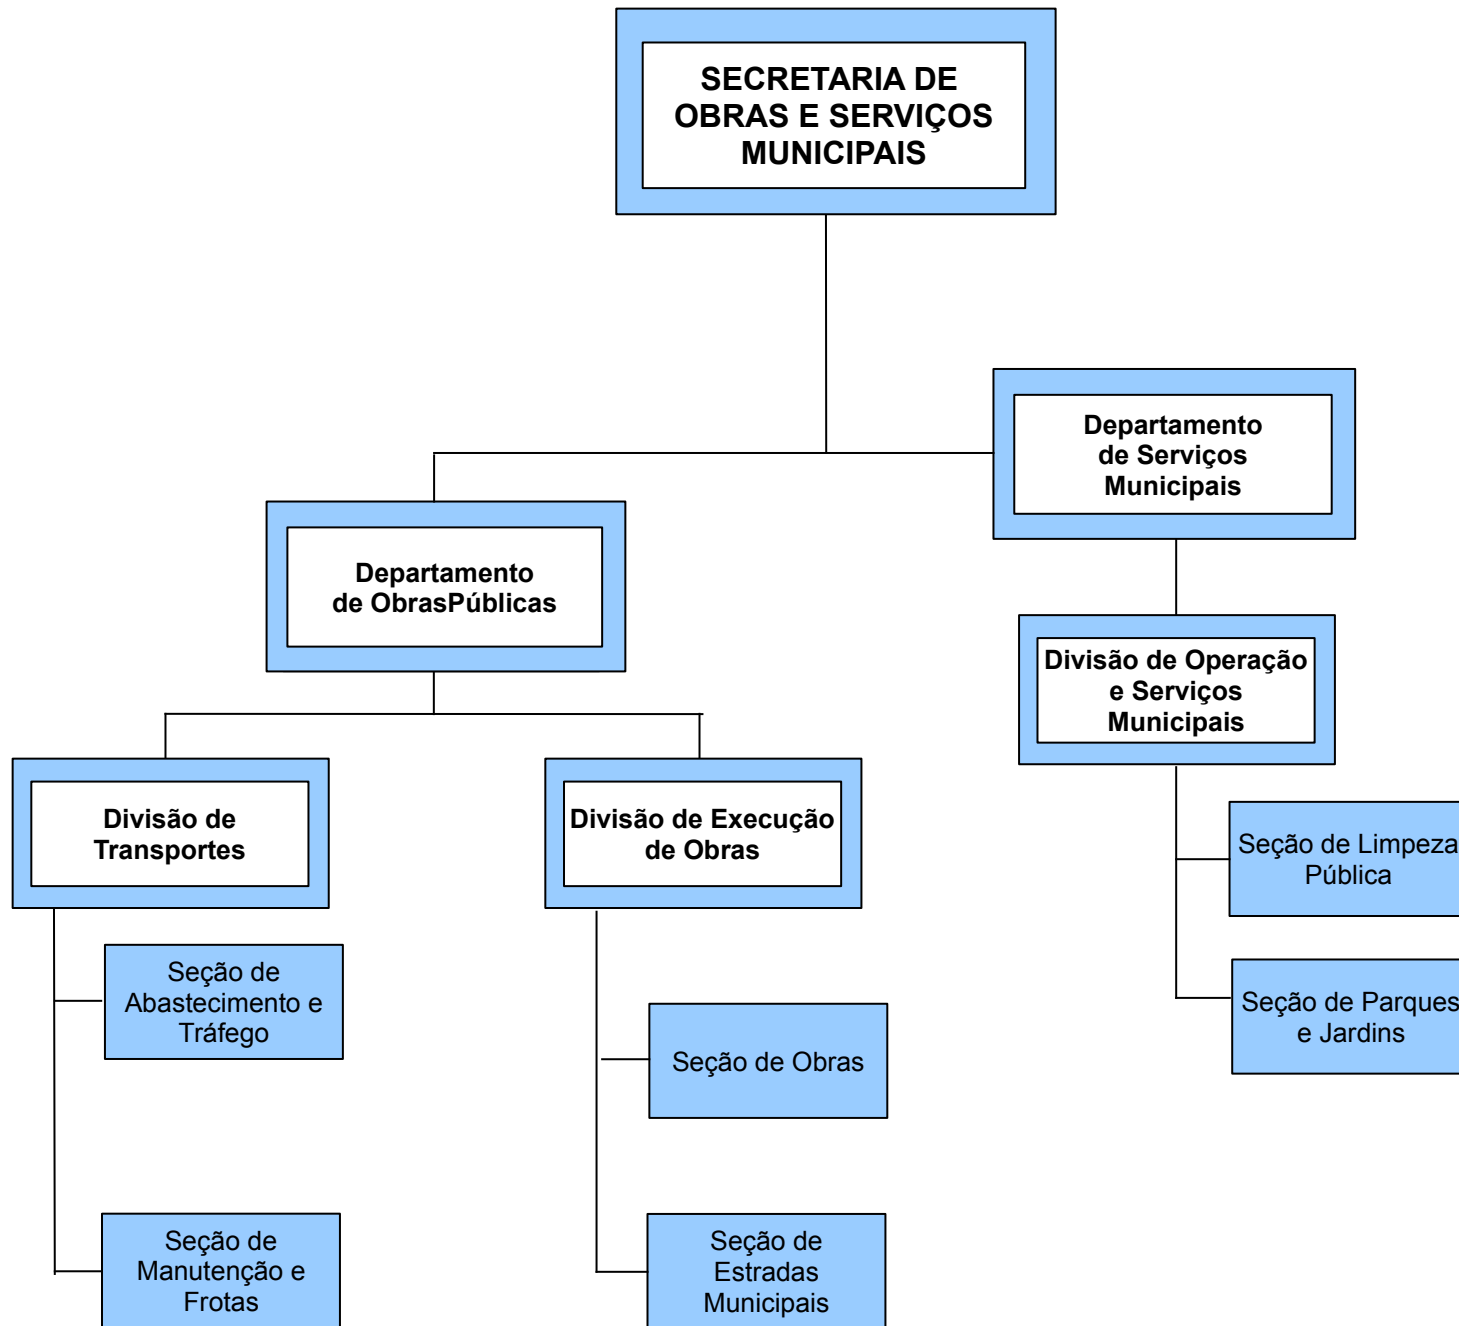 SECRETARIA DE
OBRAS E SERVIÇOS
MUNICIPAIS
Departamento
de Serviços
Municipais
Departamento
de ObrasPúblicas
Divisão de Operação
e Serviços
Municipais
Divisão de
Transportes
Divisão de Execução
de Obras
Seção de Limpeza
Pública
Seção de
Abastecimento e
Tráfego
Seção de Parques
e Jardins
Seção de Obras
Seção de
Manutenção e
Frotas
Seção de
Estradas
Municipais